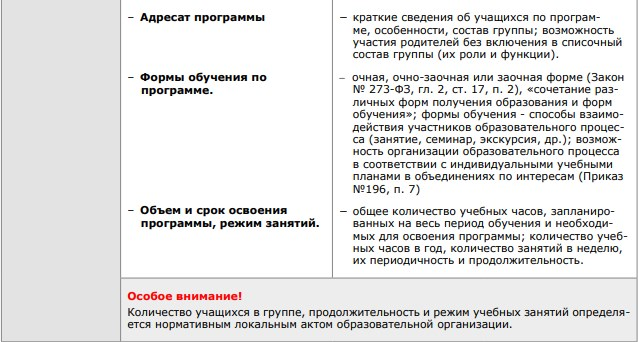 – Адресат программы
– краткие сведения об учащихся по програм-
ме, особенности, состав группы; возможность
участия родителей без включения в списочный
состав группы (их роли и функции).
– Формы обучения по
программе.
– очная, очно-заочная или заочная форме (Закон
№ 273-ФЗ, гл. 2, ст. 17, п. 2), «сочетание раз-
личных форм получения образования и форм
обучения»; формы обучения - способы взаимо-
действия участников образовательного процес-
са (занятие, семинар, экскурсия, др.); возмож-
ность организации образовательного процесса
в соответствии с индивидуальными учебными
планами в объединениях по интересам (Приказ
№196, п. 7)
– Объем и срок освоения
программы, режим занятий.
– общее количество учебных часов, запланиро-
ванных на весь период обучения и необходи-
мых для освоения программы; количество учеб-
ных часов в год, количество занятий в неделю,
их периодичность и продолжительность.
Особое внимание!
Количество учащихся в группе, продолжительность и режим учебных занятий определя-
ется нормативным локальным актом образовательной организации.